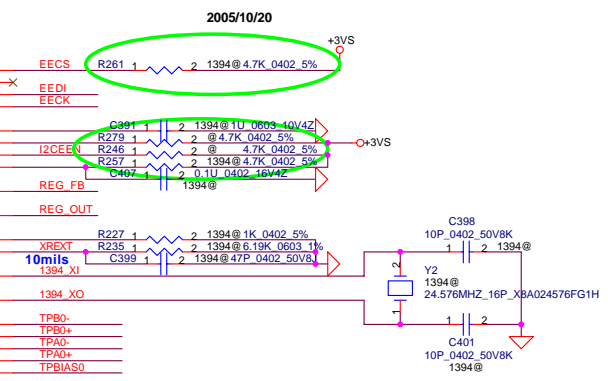 2005/10/20
+3VS
EECS R261 1 2 1394@ 4.7K_0402_5%
EEDI
EECK
C391 1 2 1394@ 1U_0603_10V4Z
R279 1 2 @ 4.7K_0402_5% +3VS
I2CEEN R246 1 2 @ 4.7K_0402_5%
R257 1 2 1394@ 4.7K_0402_5%
C407 1 2 0.1U_0402_16V4Z
REG_FB 1394@
REG_OUT
R227 1 2 1394@ 1K_0402_5%
XREXT R235 1 2 1394@ 6.19K_0603_1%
10mils C399 1 2 1394@ 47P_0402_50V8J
1394_XI
C398
10P_0402_50V8K
1 2 1394@
2
Y2
1394@
24.576MHZ_16P_X8A024576FG1H
1
1394_XO
1 2
C401
10P_0402_50V8K
1394@
TPB0-
TPB0+
TPA0-
TPA0+
TPBIAS0